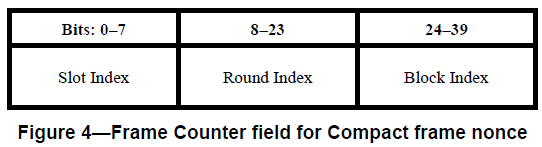 Bits: 0–7 8–23 24–39
Slot Index Round Index Block Index
Figure 4—Frame Counter field for Compact frame nonce